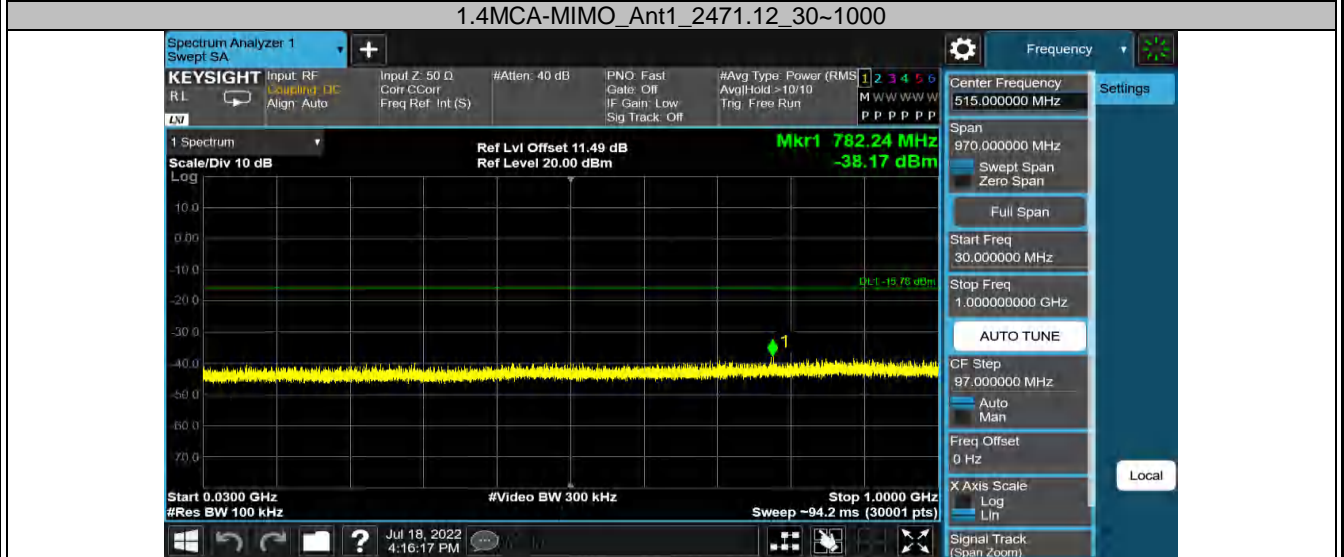 1.4MCA-MIMO_Ant1_2471.12_30~1000
Spectrum Analyzer 1
Swept SA
+
Frequency
KEYSIGHT
RL
LXI
Input: RF
Coupling: DC
Align: Auto
Input Z: 50 Ω
Corr CCorr
Freq Ref: Int (S)
#Atten: 40 dB
PNO: Fast
Gate: Off
IF Gain: Low
Sig Track: Off
#Avg Type: Power (RMS
Avg|Hold >10/10
Trig: Free Run
1 2 3 4 5 6
M W W W W W
P P P P P P
Center Frequency
515.000000 MHz
Settings
1 Spectrum
Scale/Div 10 dB
Log
Ref Lvl Offset 11.49 dB
Ref Level 20.00 dBm
Mkr1 782.24 MHz
-38.17 dBm
Span
970.000000 MHz
Swept Span
Zero Span
Full Span
Start Freq
30.000000 MHz
Stop Freq
1.000000000 GHz
AUTO TUNE
CF Step
97.000000 MHz
Auto
Man
Freq Offset
0 Hz
X Axis Scale
Log
Lin
Signal Track
(Span Zoom)
Local
10.0
0.00
-10.0
DL1 -15.76 dBm
-20.0
-30.0
1
-40.0
-50.0
-60.0
-70.0
Start 0.0300 GHz
#Res BW 100 kHz
#Video BW 300 kHz
Stop 1.0000 GHz
Sweep ~94.2 ms (30001 pts)
?
Jul 18, 2022
4:16:17 PM